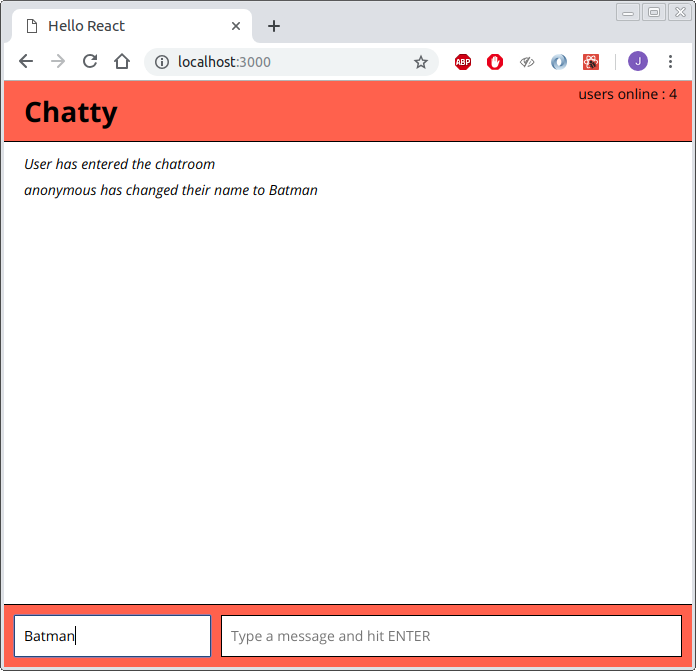 Hello React
localhost:3000
ABP
J
users online : 4
Chatty
User has entered the chatroom
anonymous has changed their name to Batman
Batman
Type a message and hit ENTER